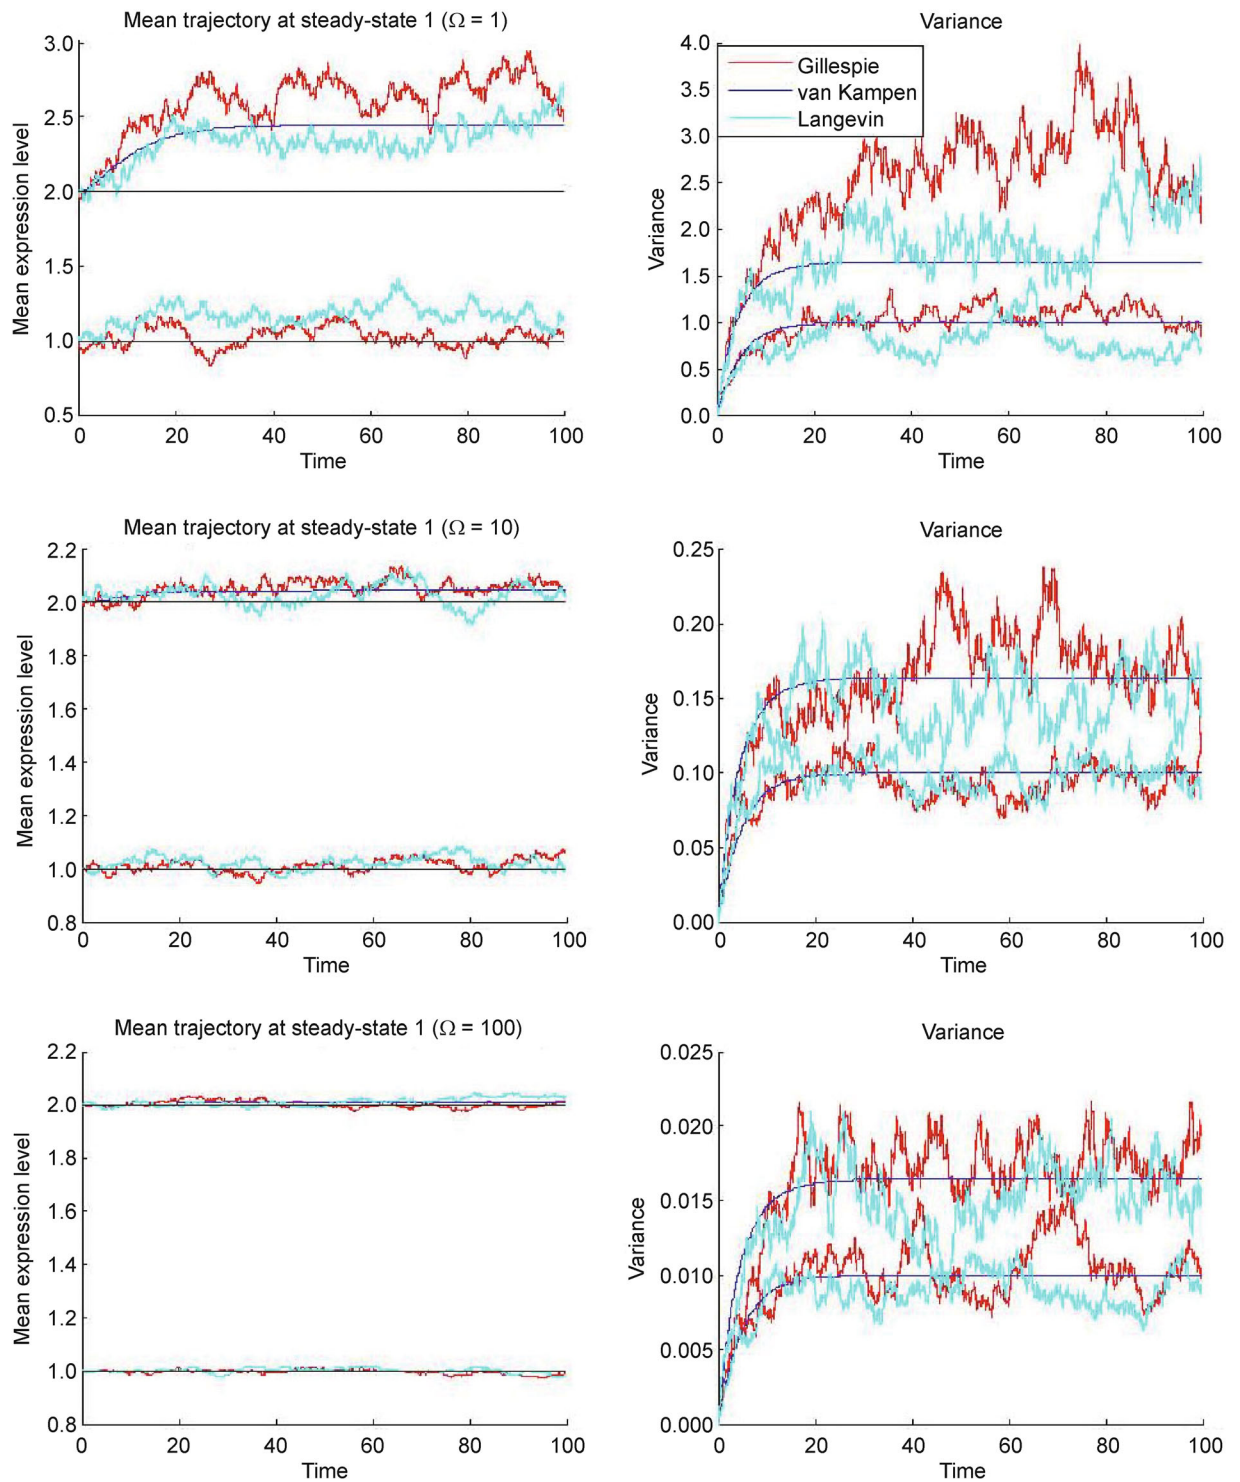 Mean trajectory at steady-state 1 (Ω = 1)
3.0
2.5
2.0
1.5
1.0
0.5
Mean expression level
0 20 40 60 80 100
Time
Variance
4.0
3.5
3.0
2.5
2.0
1.5
1.0
0.5
0.0
Variance
Gillespie
van Kampen
Langevin
0 20 40 60 80 100
Time
Mean trajectory at steady-state 1 (Ω = 10)
2.2
2.0
1.8
1.6
1.4
1.2
1.0
0.8
Mean expression level
0 20 40 60 80 100
Time
Variance
0.25
0.20
0.15
0.10
0.05
0.00
Variance
0 20 40 60 80 100
Time
Mean trajectory at steady-state 1 (Ω = 100)
2.2
2.0
1.8
1.6
1.4
1.2
1.0
0.8
Mean expression level
0 20 40 60 80 100
Time
Variance
0.025
0.020
0.015
0.010
0.005
0.000
Variance
0 20 40 60 80 100
Time